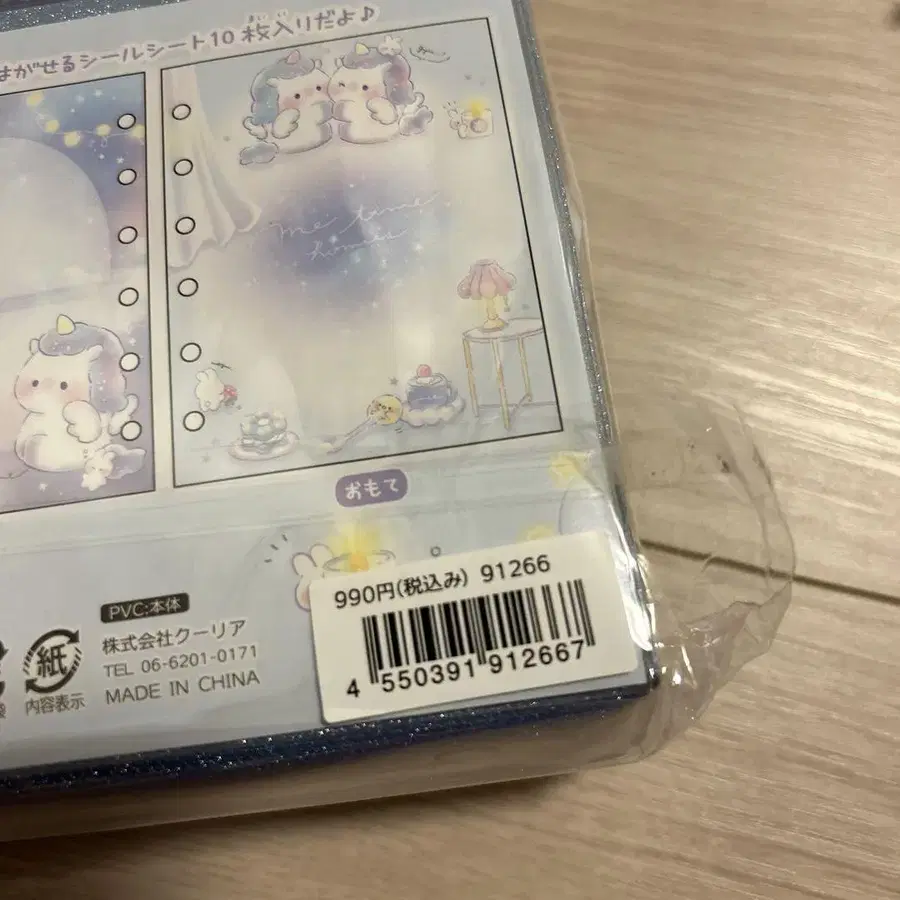 はがせるシールシート10枚入りだよ♪
me time
おもて
990円(税込み) 91266
4 550391 912667
PVC:本体
株式会社クーリア
TEL 06-6201-0171
MADE IN CHINA
紙
内容表示